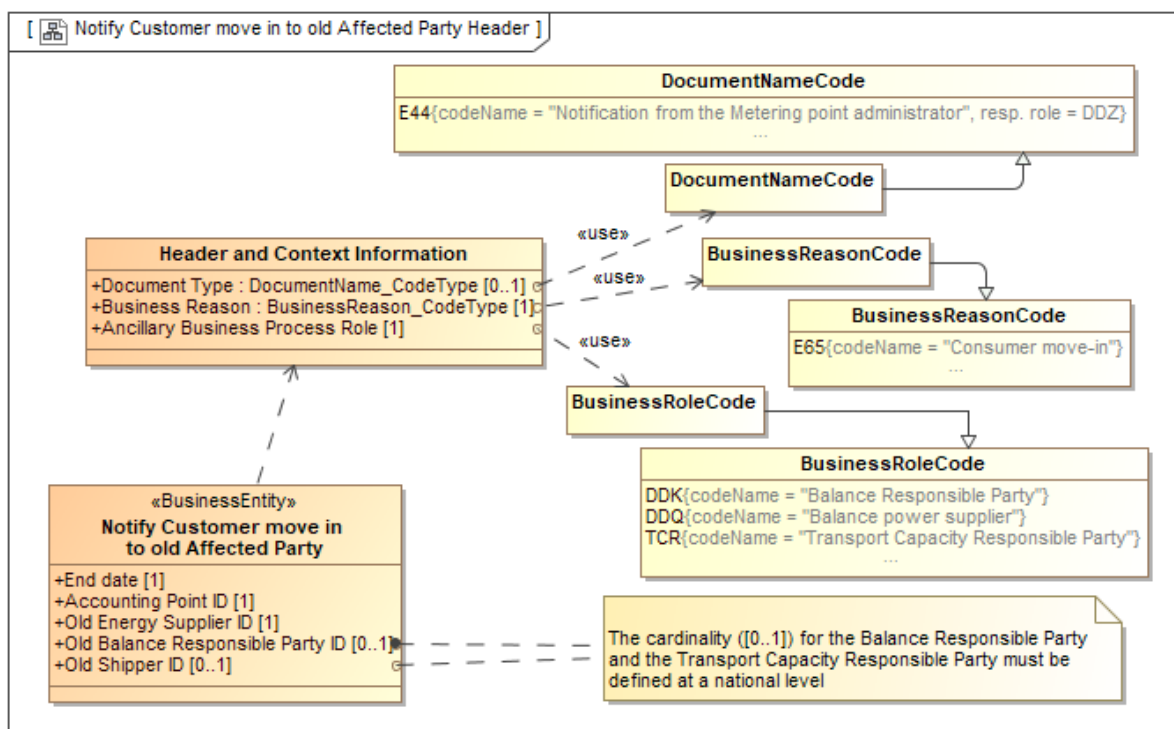 [ Notify Customer move in to old Affected Party Header ]
DocumentNameCode
E44{codeName = "Notification from the Metering point administrator", resp. role = DDZ}
...
DocumentNameCode
«use»
Header and Context Information
+Document Type : DocumentName_CodeType [0..1]
+Business Reason : BusinessReason_CodeType [1]
+Ancillary Business Process Role [1]
«use»
BusinessReasonCode
BusinessReasonCode
E65{codeName = "Consumer move-in"}
...
«use»
BusinessRoleCode
BusinessRoleCode
DDK{codeName = "Balance Responsible Party"}
DDQ{codeName = "Balance power supplier"}
TCR{codeName = "Transport Capacity Responsible Party"}
...
«BusinessEntity»
Notify Customer move in
to old Affected Party
+End date [1]
+Accounting Point ID [1]
+Old Energy Supplier ID [1]
+Old Balance Responsible Party ID [0..1]
+Old Shipper ID [0..1]
The cardinality ([0..1]) for the Balance Responsible Party
and the Transport Capacity Responsible Party must be
defined at a national level